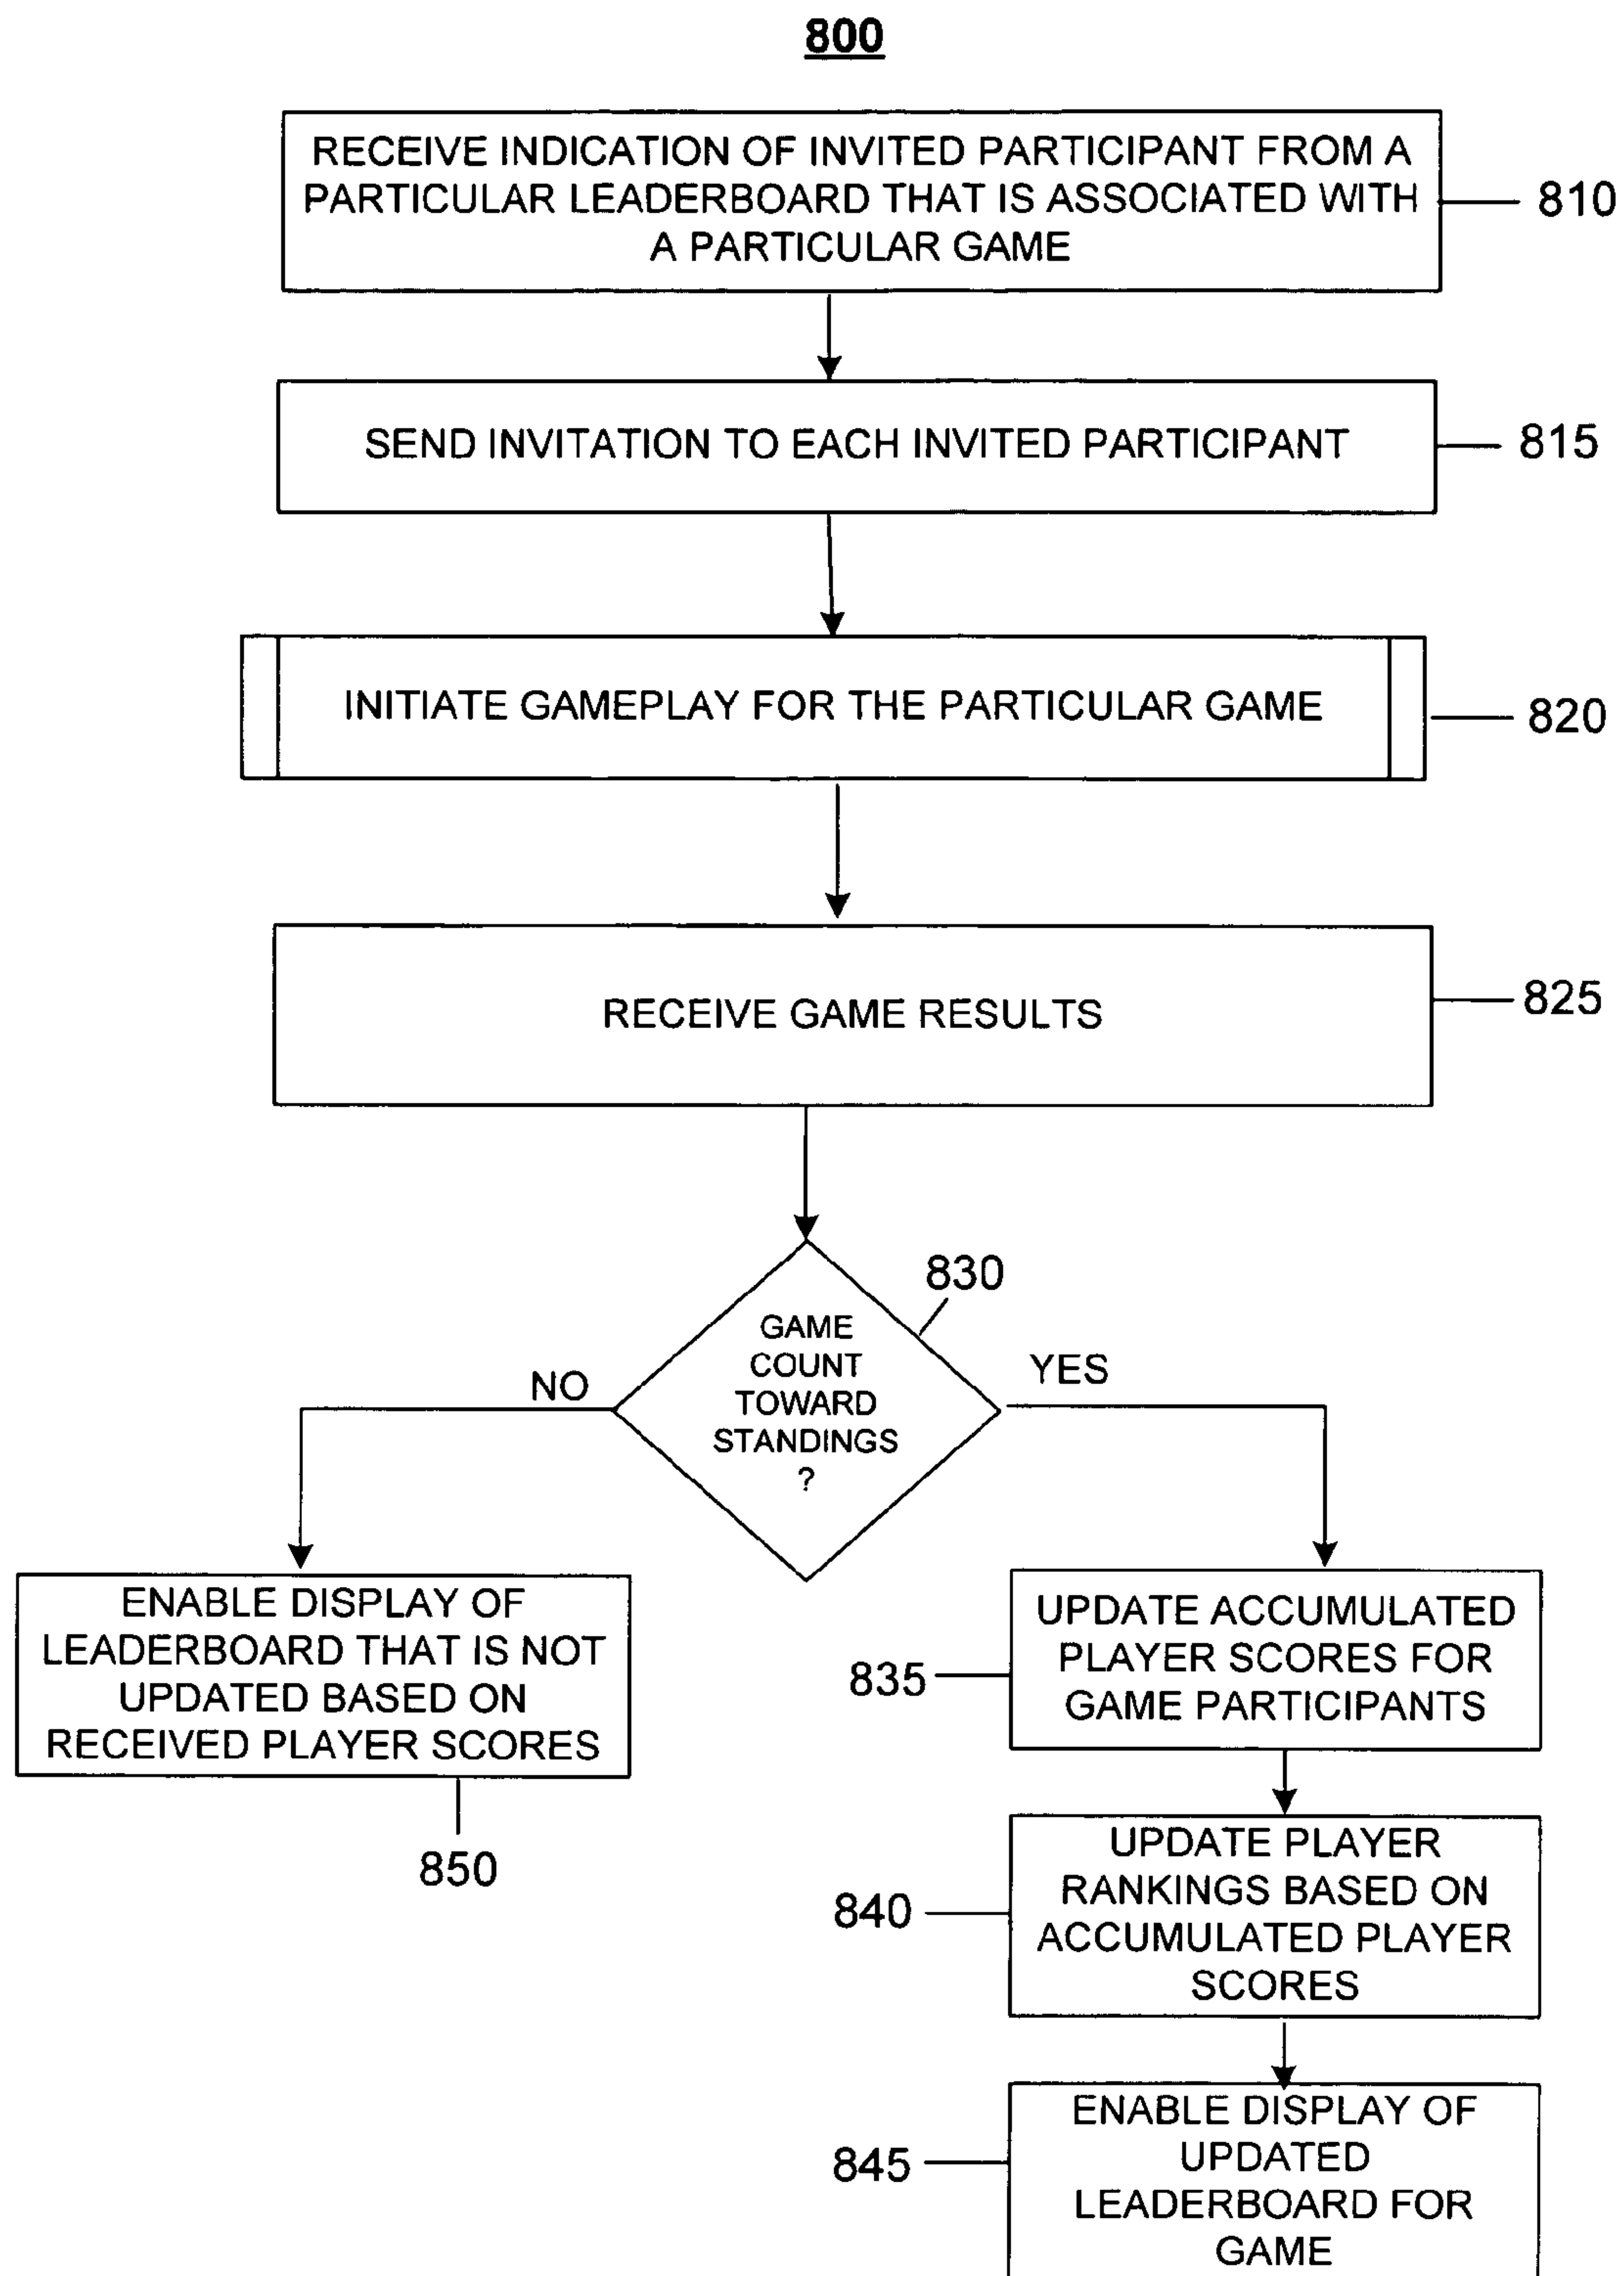 800
RECEIVE INDICATION OF INVITED PARTICIPANT FROM A
PARTICULAR LEADERBOARD THAT IS ASSOCIATED WITH
A PARTICULAR GAME
810
SEND INVITATION TO EACH INVITED PARTICIPANT
815
INITIATE GAMEPLAY FOR THE PARTICULAR GAME
820
RECEIVE GAME RESULTS
825
830
GAME
COUNT
TOWARD
STANDINGS
?
NO
YES
ENABLE DISPLAY OF
LEADERBOARD THAT IS NOT
UPDATED BASED ON
RECEIVED PLAYER SCORES
850
UPDATE ACCUMULATED
PLAYER SCORES FOR
GAME PARTICIPANTS
835
UPDATE PLAYER
RANKINGS BASED ON
ACCUMULATED PLAYER
SCORES
840
ENABLE DISPLAY OF
UPDATED
LEADERBOARD FOR
GAME
845